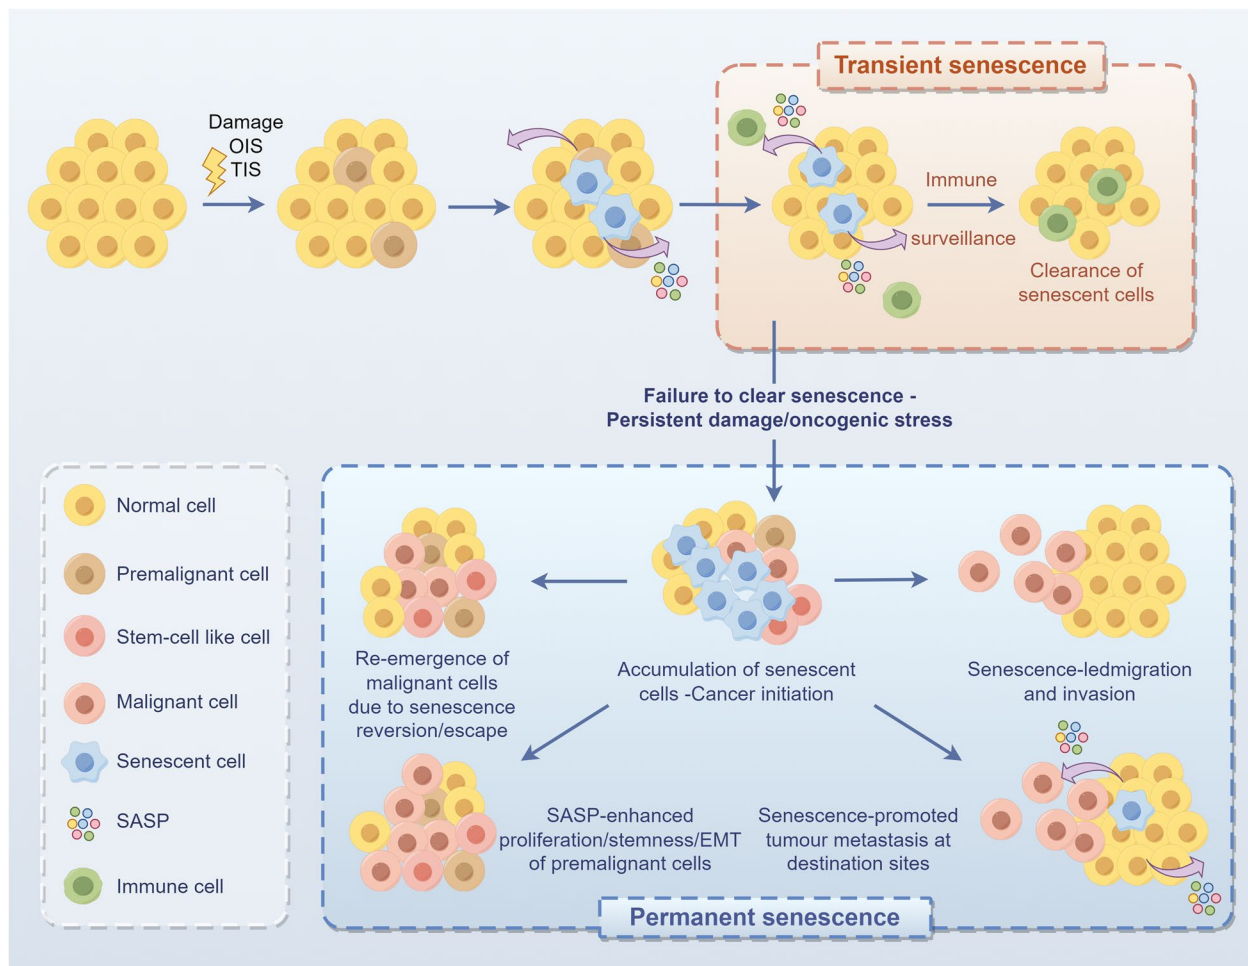 Transient senescence
Damage
OIS
TIS
Immune
surveillance
Clearance of
senescent cells
Failure to clear senescence -
Persistent damage/oncogenic stress
Normal cell
Premalignant cell
Stem-cell like cell
Malignant cell
Senescent cell
SASP
Immune cell
Re-emergence of
malignant cells
due to senescence
reversion/escape
Accumulation of senescent
cells -Cancer initiation
Senescence-ledmigration
and invasion
SASP-enhanced
proliferation/stemness/EMT
of premalignant cells
Senescence-promoted
tumour metastasis at
destination sites
Permanent senescence